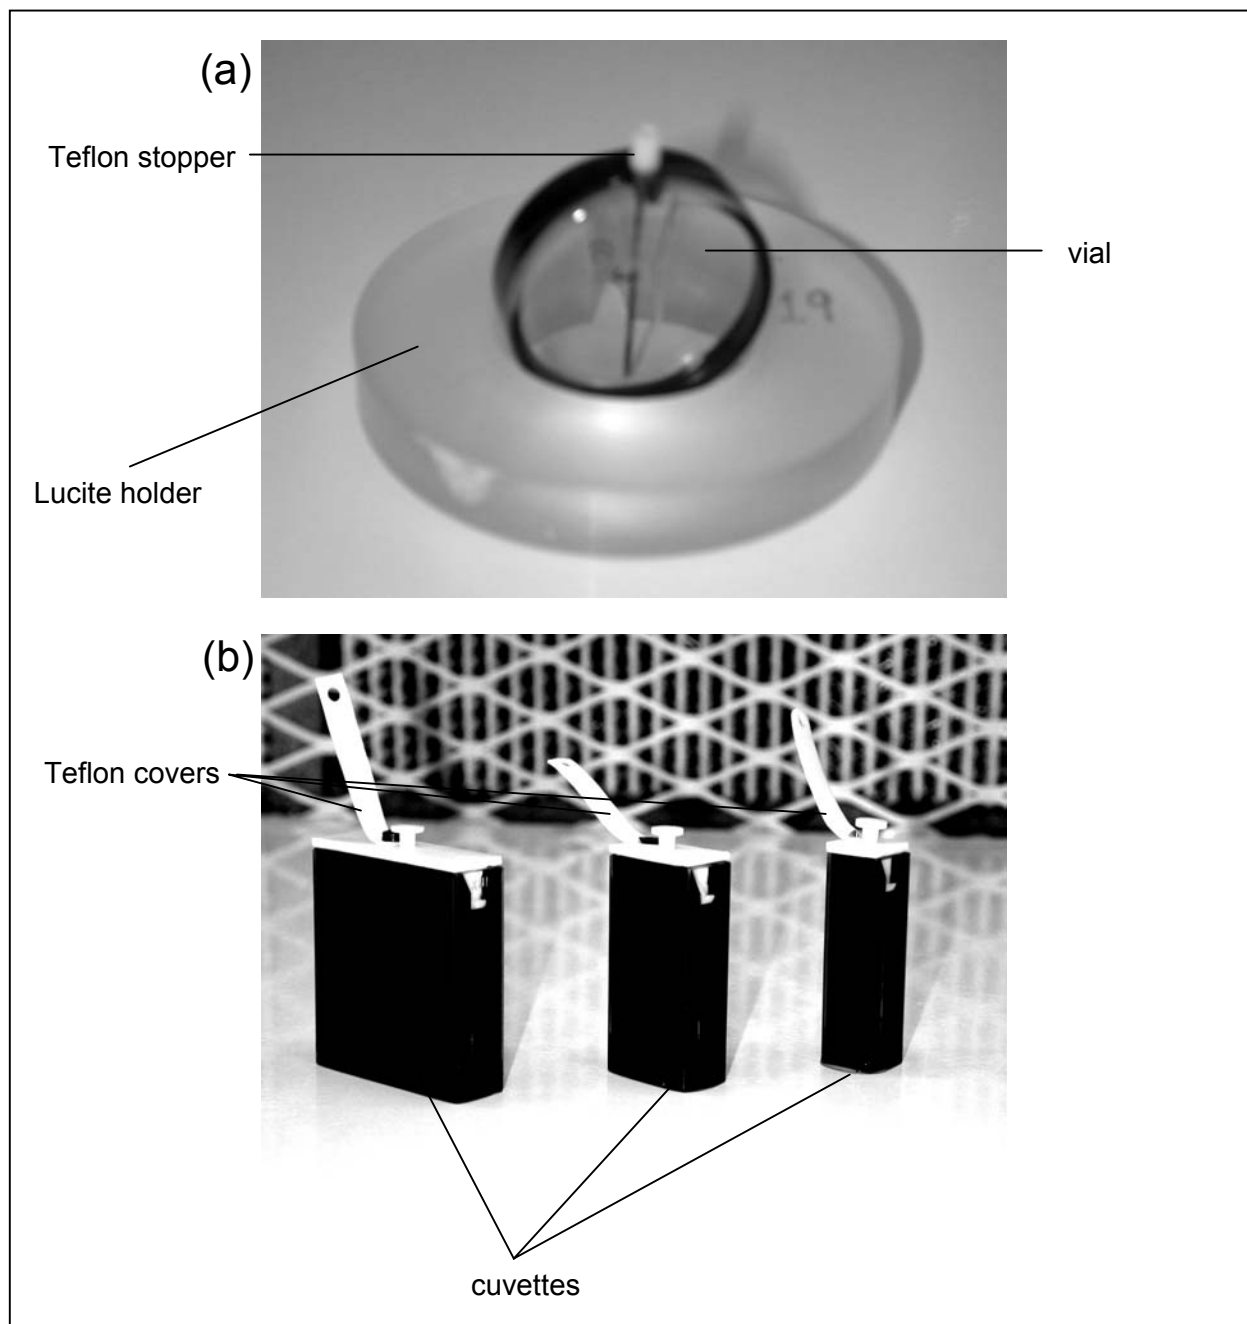 (a)
Teflon stopper
vial
19
Lucite holder
(b)
Teflon covers
cuvettes